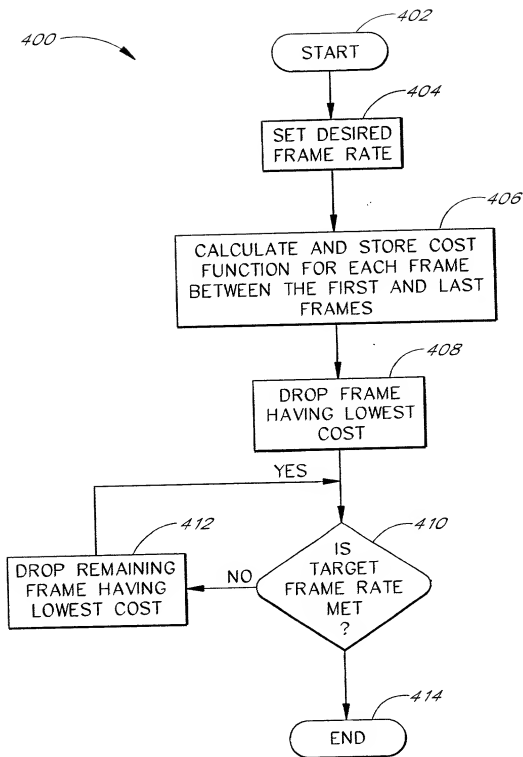 400
402
START
404
SET DESIRED
FRAME RATE
406
CALCULATE AND STORE COST
FUNCTION FOR EACH FRAME
BETWEEN THE FIRST AND LAST
FRAMES
408
DROP FRAME
HAVING LOWEST
COST
YES
412
410
DROP REMAINING
FRAME HAVING
LOWEST COST
NO
IS
TARGET
FRAME RATE
MET
?
414
END